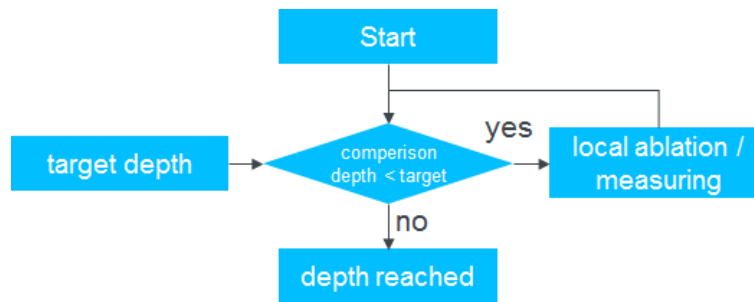 Start
yes
target depth
comperison
depth < target
local ablation /
measuring
no
depth reached